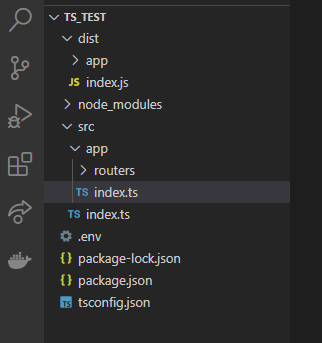 TS_TEST
dist
app
JS index.js
node_modules
src
app
routers
TS index.ts
TS index.ts
.env
{} package-lock.json
{} package.json
TS tsconfig.json